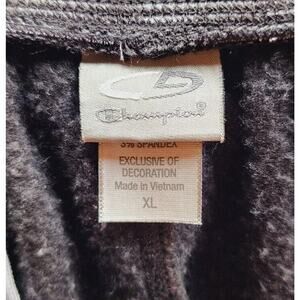 Champion®
3% SPANDEX
EXCLUSIVE OF
DECORATION
Made in Vietnam
XL